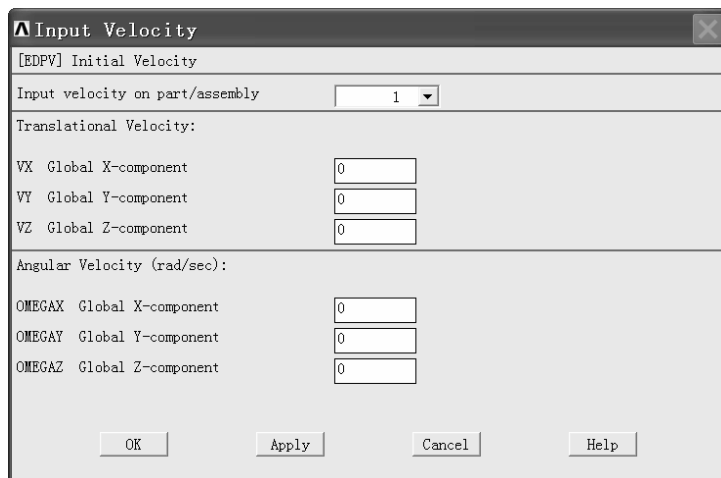 Input Velocity
[EDPV] Initial Velocity
Input velocity on part/assembly 1
Translational Velocity:
VX Global X-component 0
VY Global Y-component 0
VZ Global Z-component 0
Angular Velocity (rad/sec):
OMEGAX Global X-component 0
OMEGAY Global Y-component 0
OMEGAZ Global Z-component 0
OK Apply Cancel Help